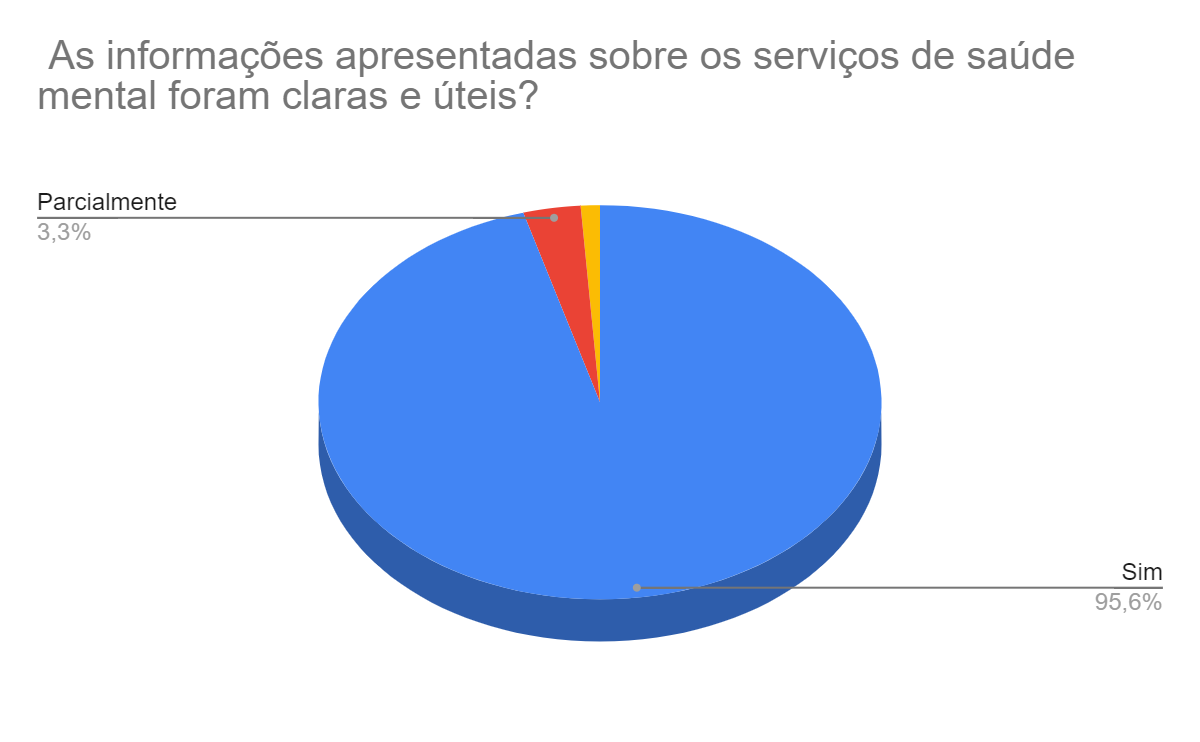 As informações apresentadas sobre os serviços de saúde
mental foram claras e úteis?
Parcialmente
3,3%
Sim
95,6%